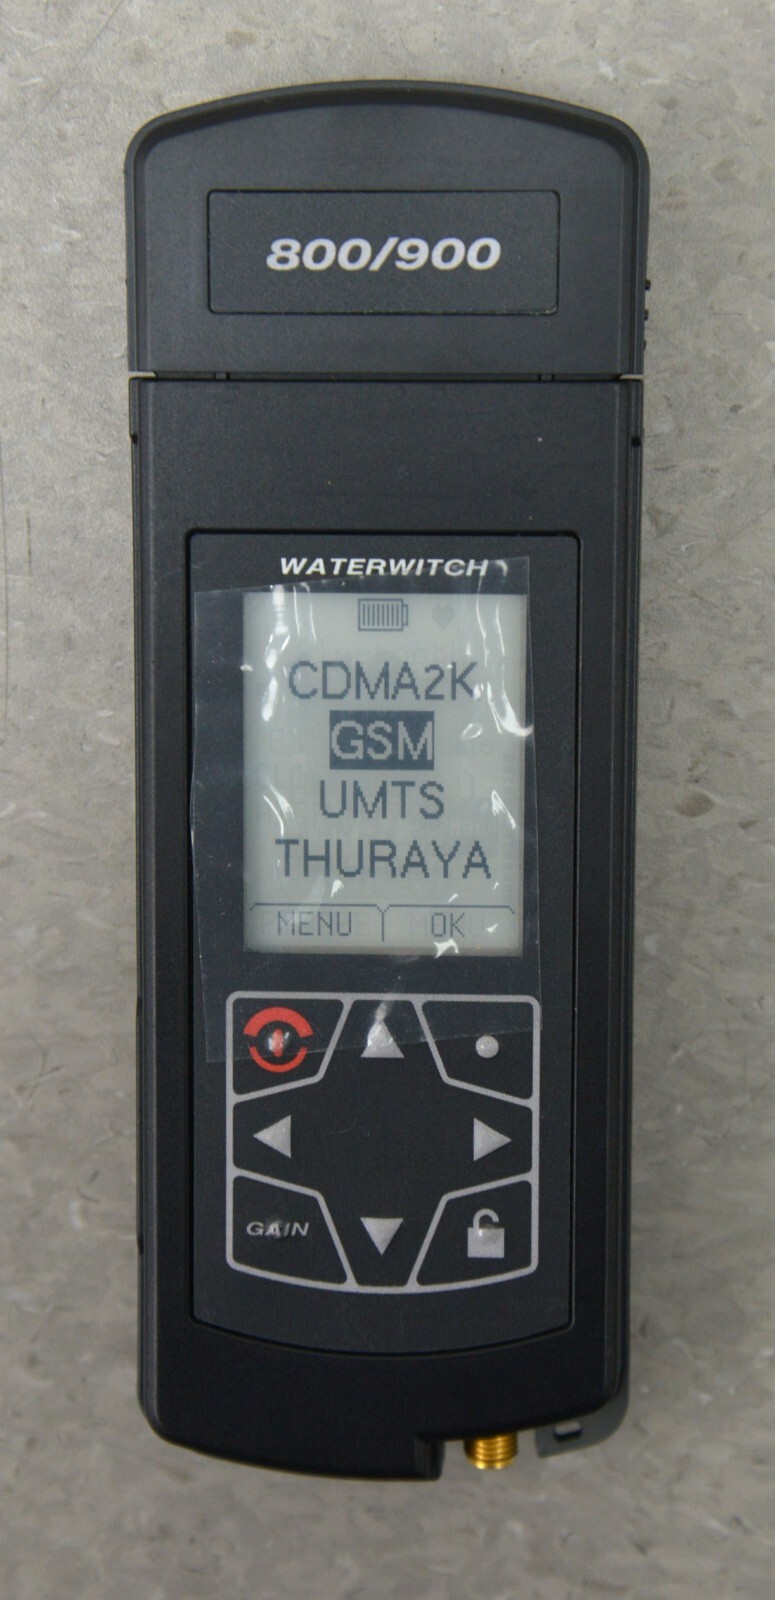 800/900
WATERWITCH
CDMA2K
GSM
UMTS
THURAYA
MENU OK
GAIN